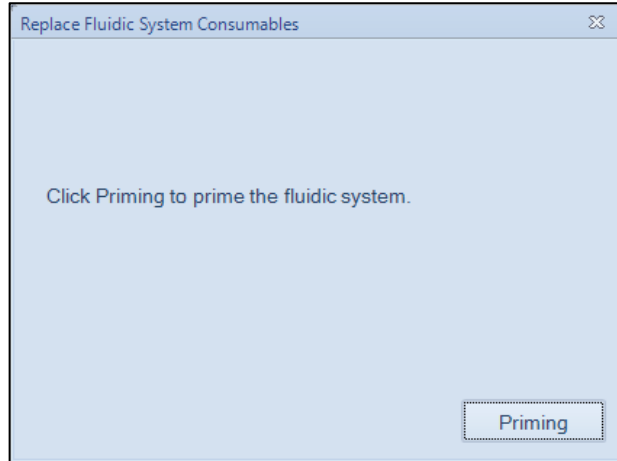 Replace Fluidic System Consumables
Click Priming to prime the fluidic system.
Priming